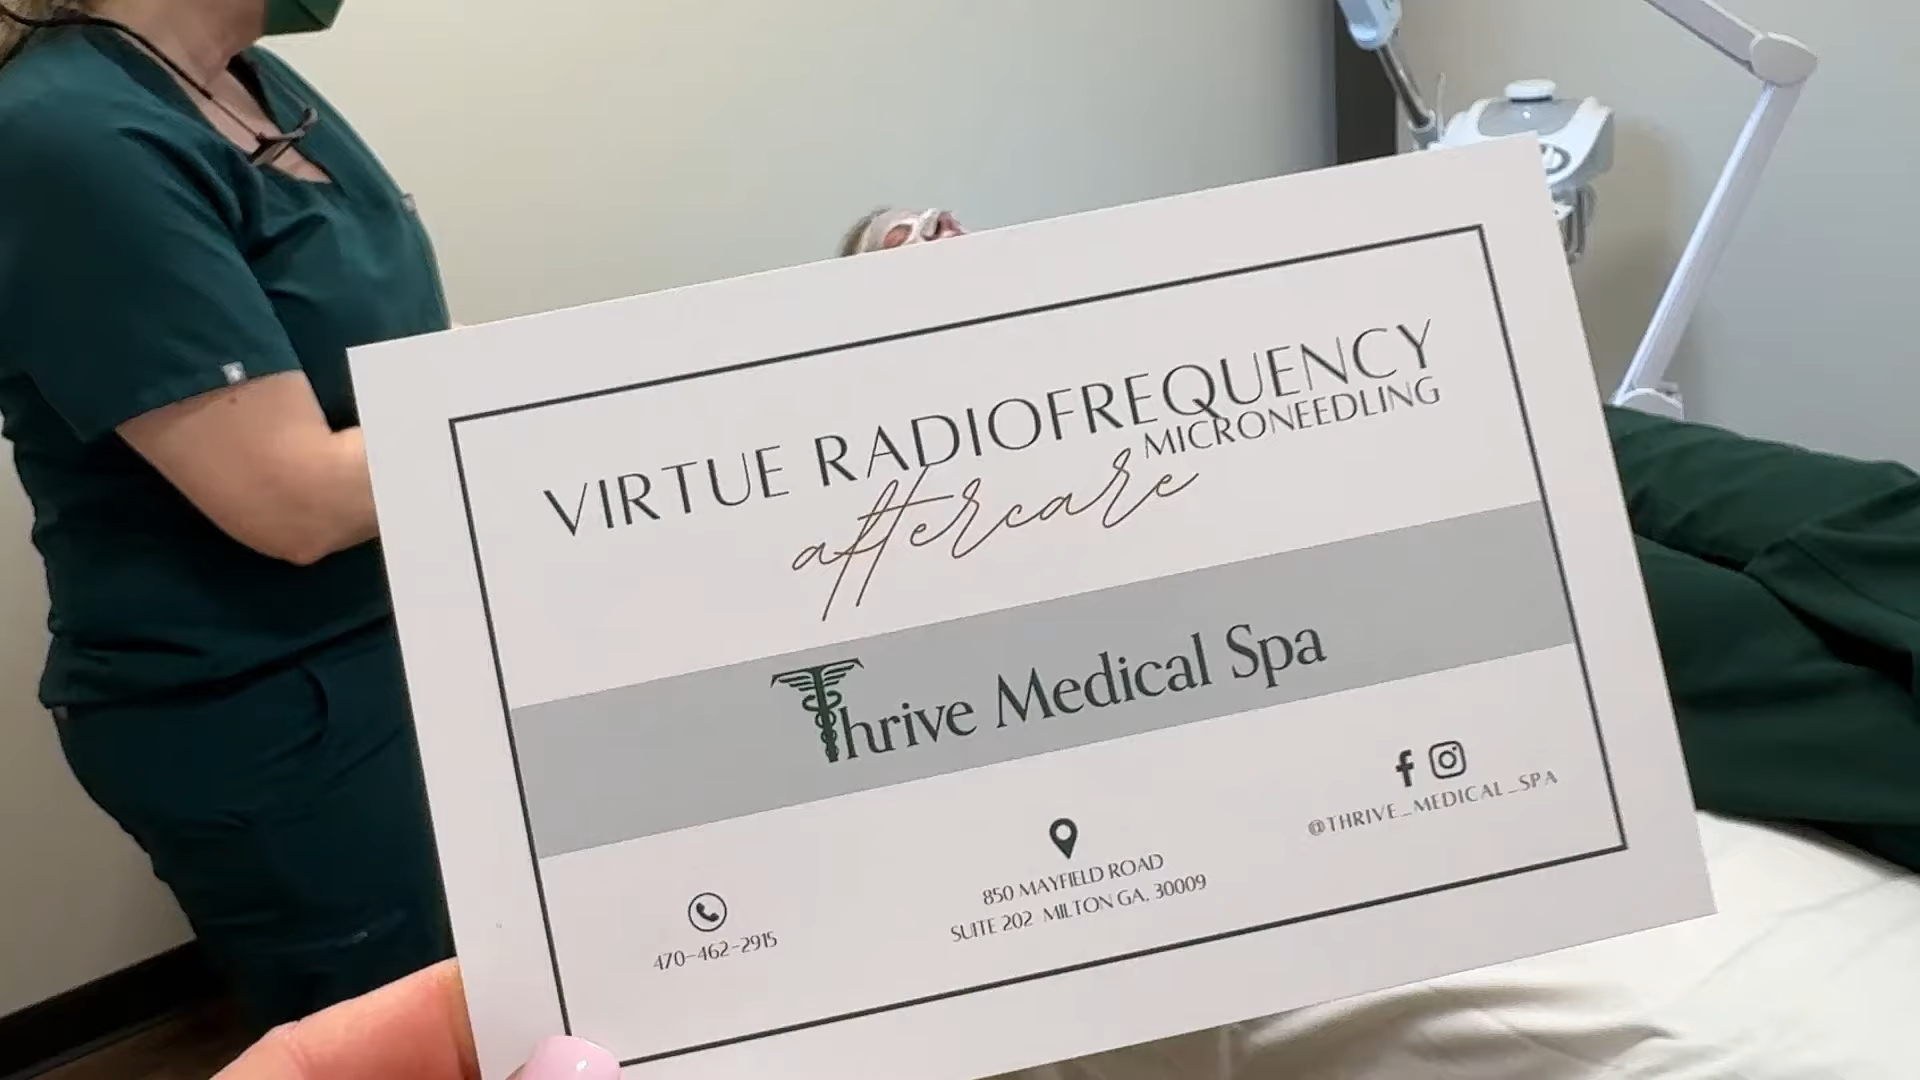 VIRTUE RADIOFREQUENCY
MICRONEEDLING
aftercare
Thrive Medical Spa
470-462-2915
850 MAYFIELD ROAD
SUITE 202 MILTON GA, 30009
@THRIVE_MEDICAL_SPA